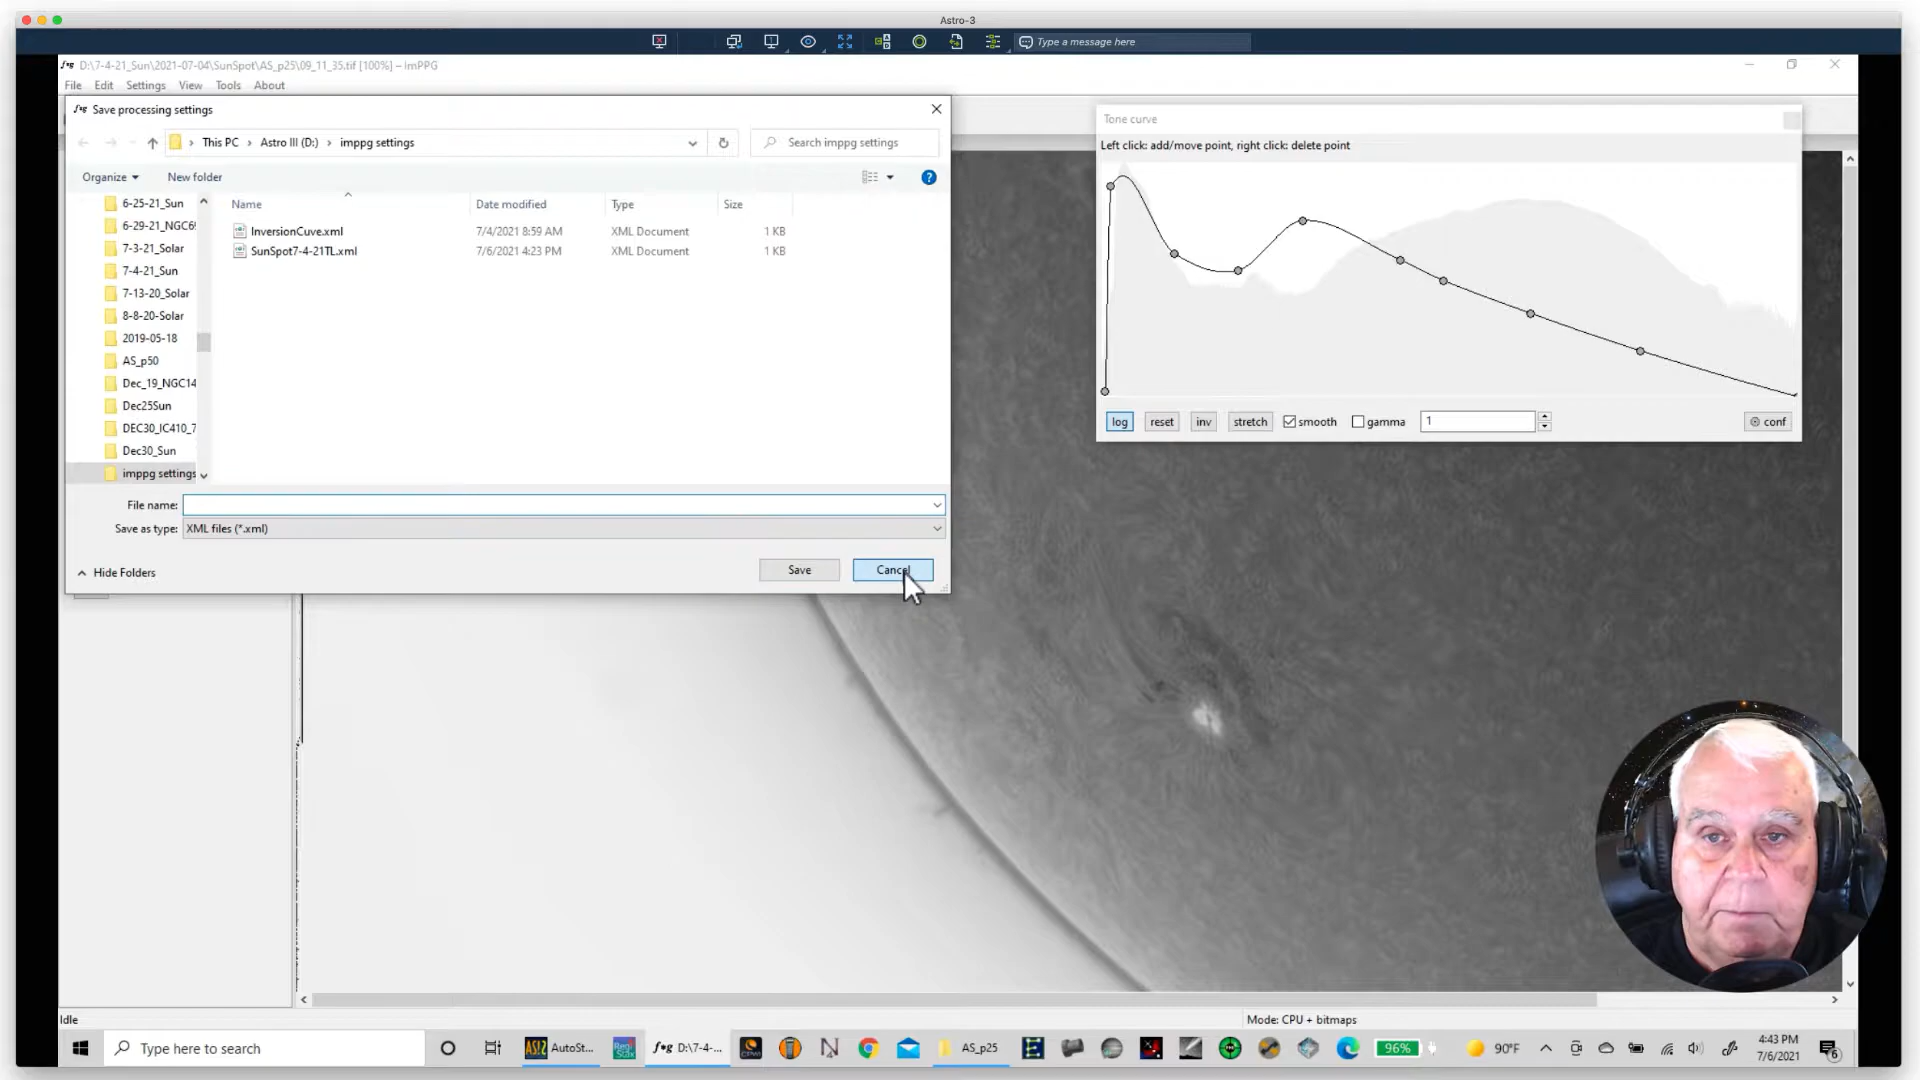 Astro-3
Type a message here
D:\7-4-21_Sun\2021-07-04\SunSpot\AS_p25\09_11_35.tif [100%] – ImPPG
File Edit Settings View Tools About
Save processing settings
This PC > Astro III (D:) > imppg settings
Search imppg settings
Organize New folder
Name Date modified Type Size
InversionCuve.xml 7/4/2021 8:59 AM XML Document 1 KB
SunSpot7-4-21TL.xml 7/6/2021 4:23 PM XML Document 1 KB
6-25-21_Sun
6-29-21_NGC69
7-3-21_Solar
7-4-21_Sun
7-13-20_Solar
8-8-20-Solar
2019-05-18
AS_p50
Dec_19_NGC14
Dec25Sun
DEC30_IC410_7
Dec30_Sun
imppg settings
File name:
Save as type: XML files (*.xml)
Hide Folders
Save Cancel
Tone curve
Left click: add/move point, right click: delete point
log reset inv stretch smooth gamma 1 conf
Idle
Mode: CPU + bitmaps
Type here to search
AutoSt...
D:\7-4-...
AS_p25
96%
90°F
4:43 PM
7/6/2021
6